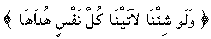 ﴿ وَلَوْ شِئْنَا لَآتَيْنَا كُلَّ نَفْسٍ هُدَاهَا ﴾